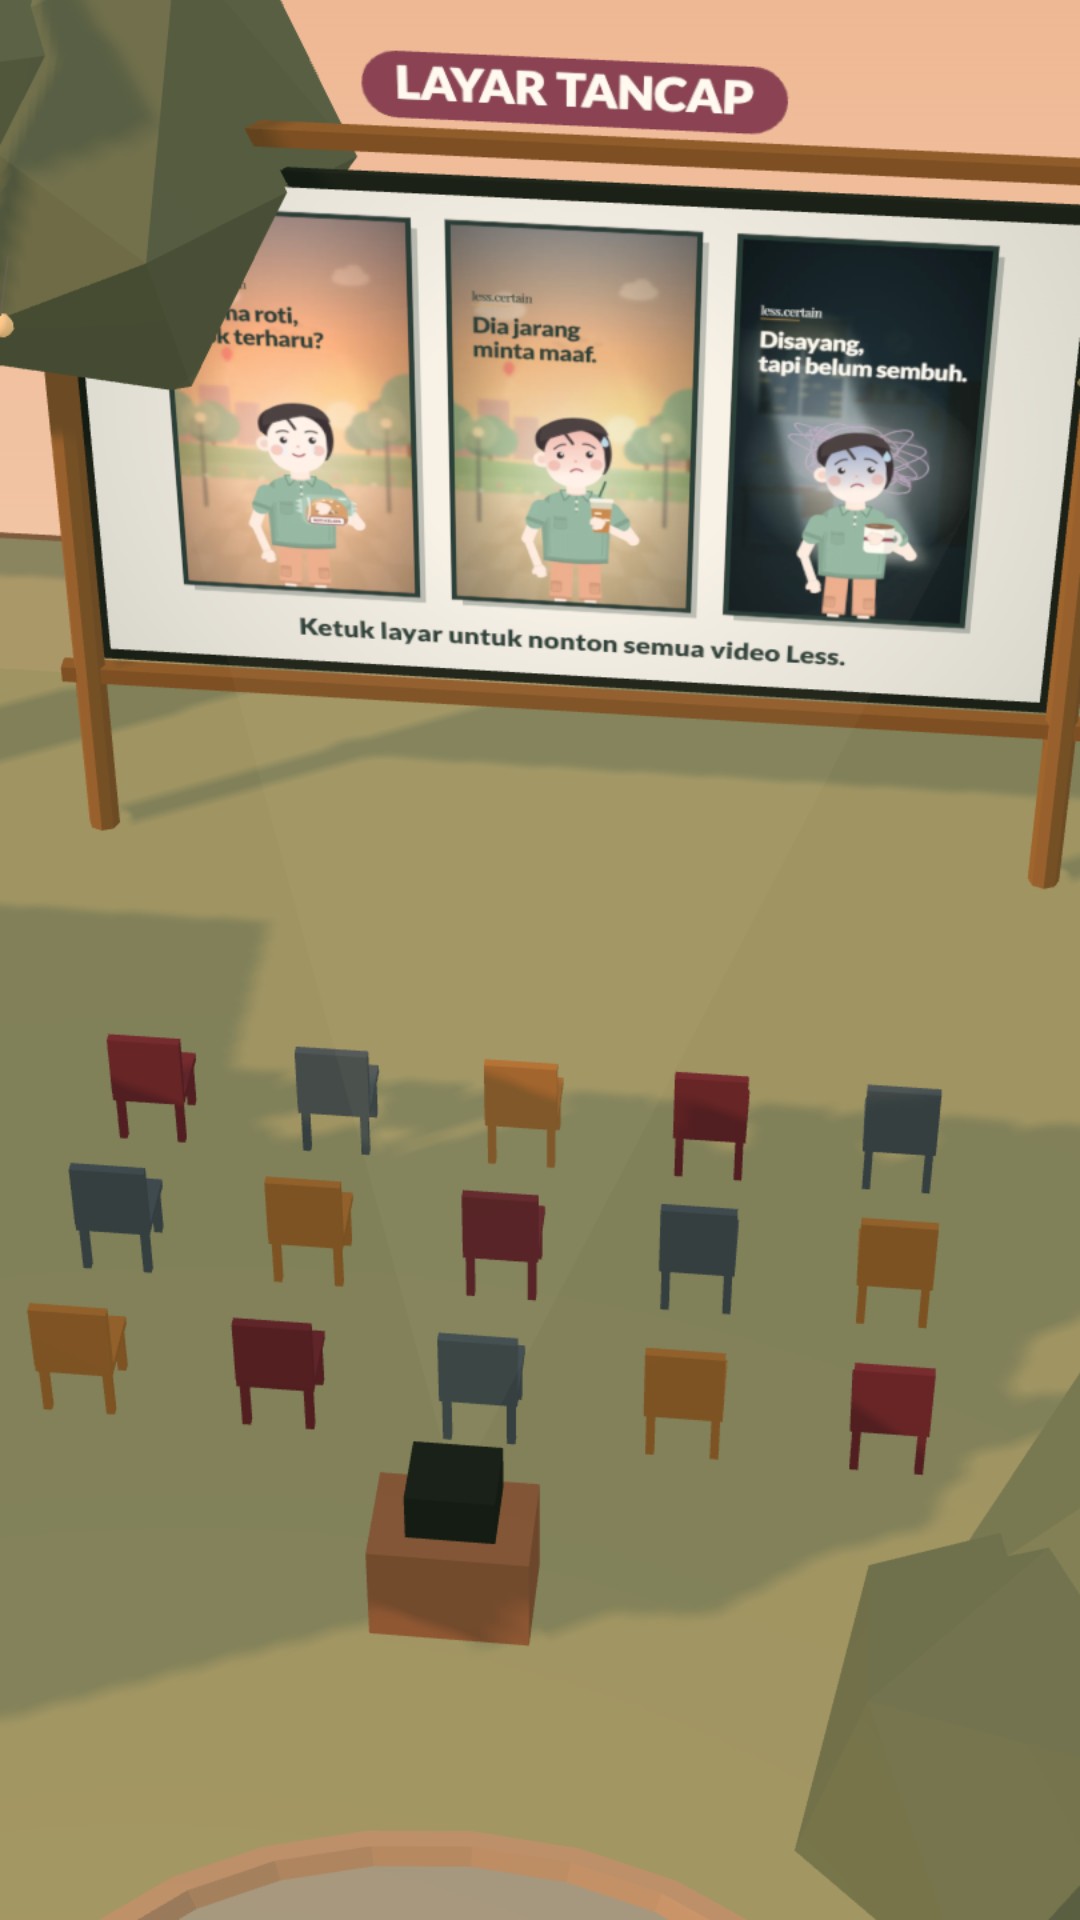 LAYAR TANCAP
roti,
terharu?
less.certain
Dia jarang
minta maaf.
less.certain
Disayang,
tapi belum sembuh.
Ketuk layar untuk nonton semua video Less.